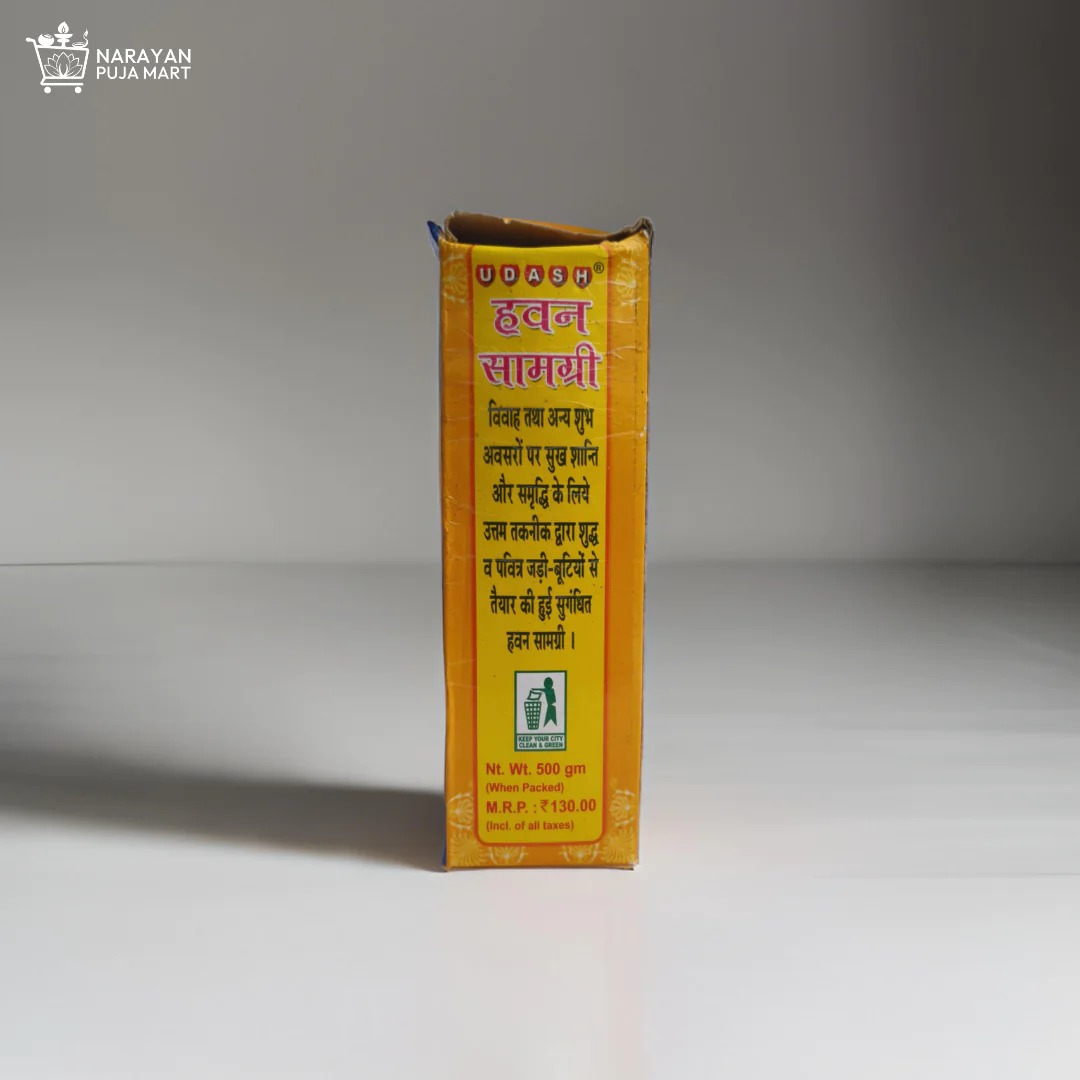 NARAYAN
PUJA MART
UDASH®
हवन
सामग्री
विवाह तथा अन्य शुभ
अवसरों पर सुख शान्ति
और समृद्धि के लिये
उत्तम तकनीक द्वारा शुद्ध
व पवित्र जड़ी-बूटियों से
तैयार की हुई सुगंधित
हवन सामग्री ।
KEEP YOUR CITY
CLEAN & GREEN
Nt. Wt. 500 gm
(When Packed)
M.R.P. : ₹130.00
(Incl. of all taxes)